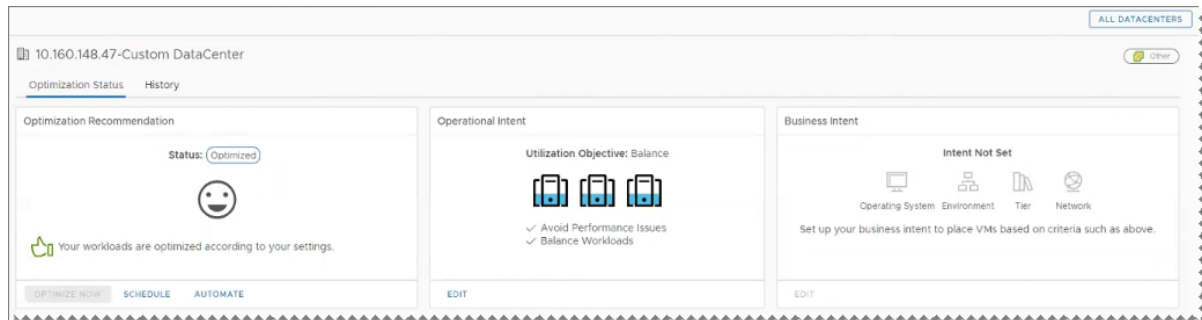 ALL DATACENTERS
10.160.148.47-Custom DataCenter
Other
Optimization Status History
Optimization Recommendation
Status: Optimized
Your workloads are optimized according to your settings.
OPTIMIZE NOW SCHEDULE AUTOMATE
Operational Intent
Utilization Objective: Balance
Avoid Performance Issues
Balance Workloads
EDIT
Business Intent
Intent Not Set
Operating System Environment Tier Network
Set up your business intent to place VMs based on criteria such as above.
EDIT